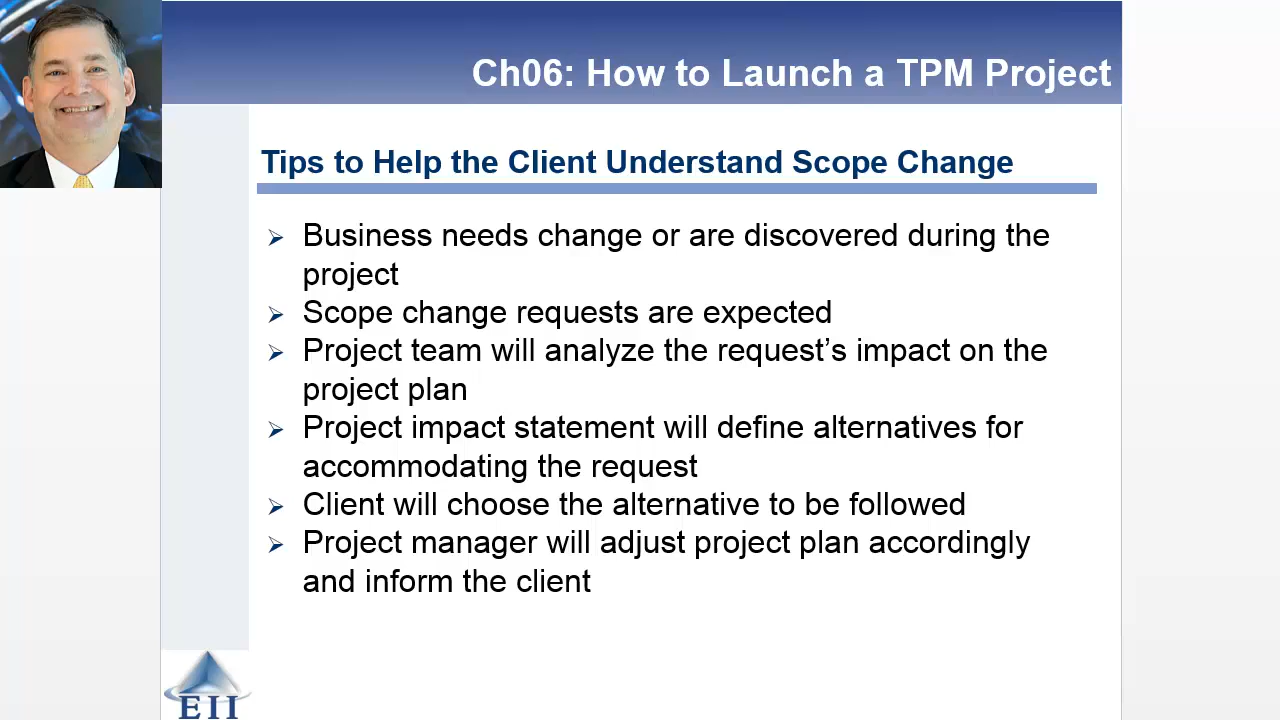 Ch06: How to Launch a TPM Project
Tips to Help the Client Understand Scope Change
Business needs change or are discovered during the
project
Scope change requests are expected
Project team will analyze the request’s impact on the
project plan
Project impact statement will define alternatives for
accommodating the request
Client will choose the alternative to be followed
Project manager will adjust project plan accordingly
and inform the client
EII